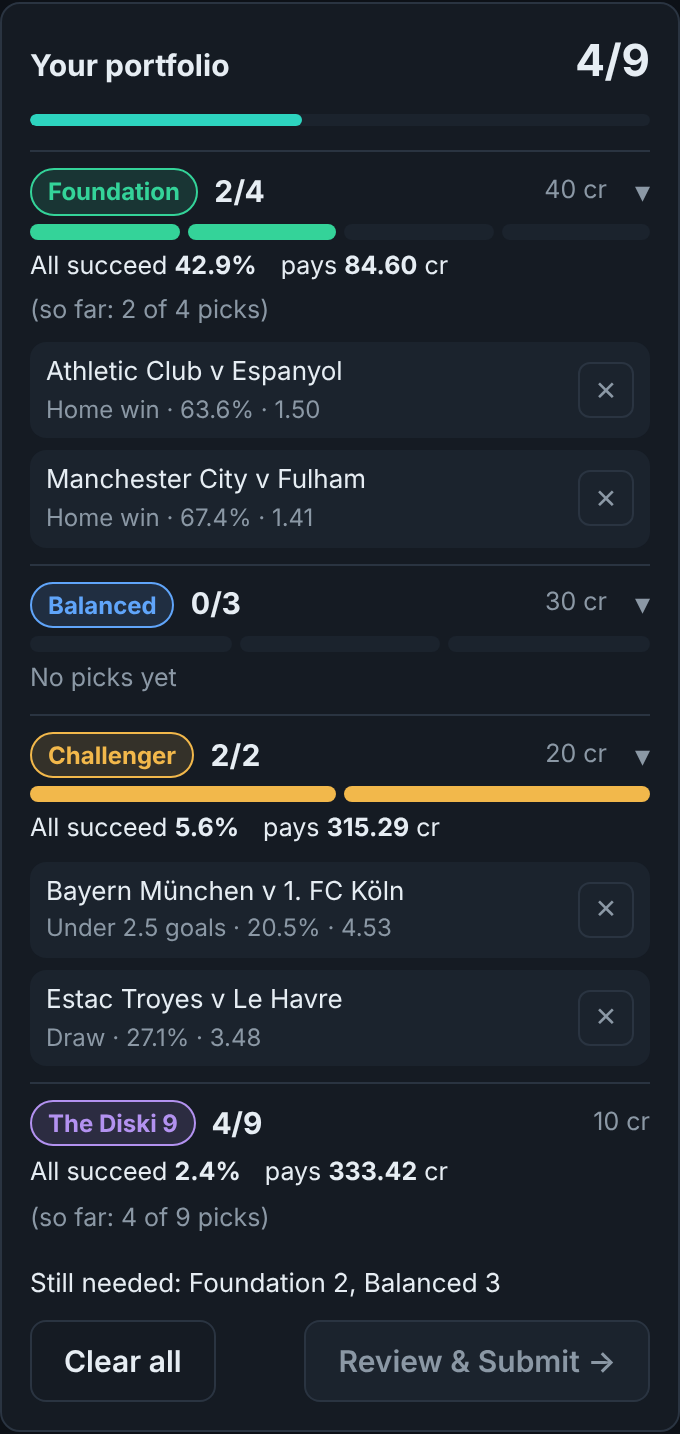 Your portfolio 4/9
Foundation 2/4 40 cr ▼
All succeed 42.9% pays 84.60 cr
(so far: 2 of 4 picks)
Athletic Club v Espanyol
Home win · 63.6% · 1.50 ✕
Manchester City v Fulham
Home win · 67.4% · 1.41 ✕
Balanced 0/3 30 cr ▼
No picks yet
Challenger 2/2 20 cr ▼
All succeed 5.6% pays 315.29 cr
Bayern München v 1. FC Köln
Under 2.5 goals · 20.5% · 4.53 ✕
Estac Troyes v Le Havre
Draw · 27.1% · 3.48 ✕
The Diski 9 4/9 10 cr
All succeed 2.4% pays 333.42 cr
(so far: 4 of 9 picks)
Still needed: Foundation 2, Balanced 3
Clear all Review & Submit →